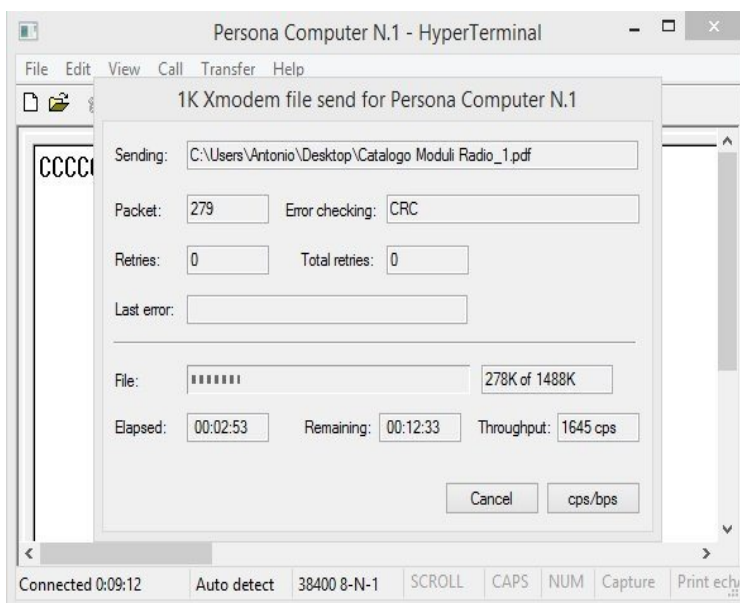 Persona Computer N.1 - HyperTerminal
File Edit View Call Transfer Help
1K Xmodem file send for Persona Computer N.1
CCCC
Sending: C:\Users\Antonio\Desktop\Catalogo Moduli Radio_1.pdf
Packet: 279 Error checking: CRC
Retries: 0 Total retries: 0
Last error:
File: 278K of 1488K
Elapsed: 00:02:53 Remaining: 00:12:33 Throughput: 1645 cps
Cancel cps/bps
Connected 0:09:12 Auto detect 38400 8-N-1 SCROLL CAPS NUM Capture Print ech